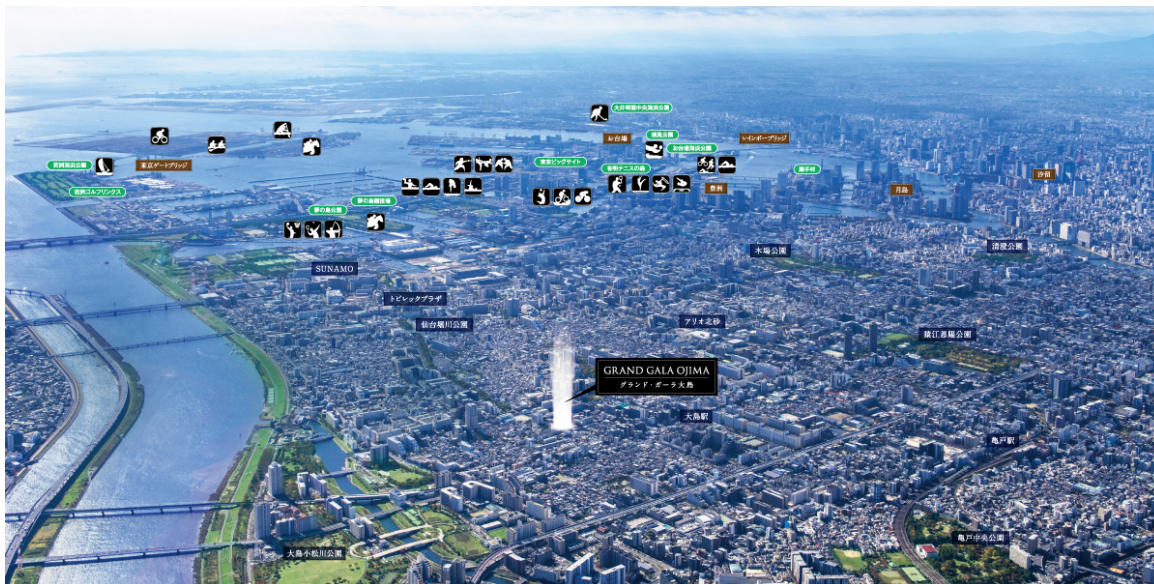 大井埠頭中央海浜公園
お台場
潮風公園
レインボーブリッジ
お台場海浜公園
若洲海浜公園
東京ゲートブリッジ
東京ビッグサイト
有明テニスの森
選手村
汐留
若洲ゴルフリンクス
豊洲
月島
夢の島競技場
夢の島公園
木場公園
清澄公園
SUNAMO
トピレックプラザ
仙台堀川公園
アリオ北砂
猿江恩賜公園
GRAND GALA OJIMA
グランド・ガーラ大島
大島駅
亀戸駅
大島小松川公園
亀戸中央公園